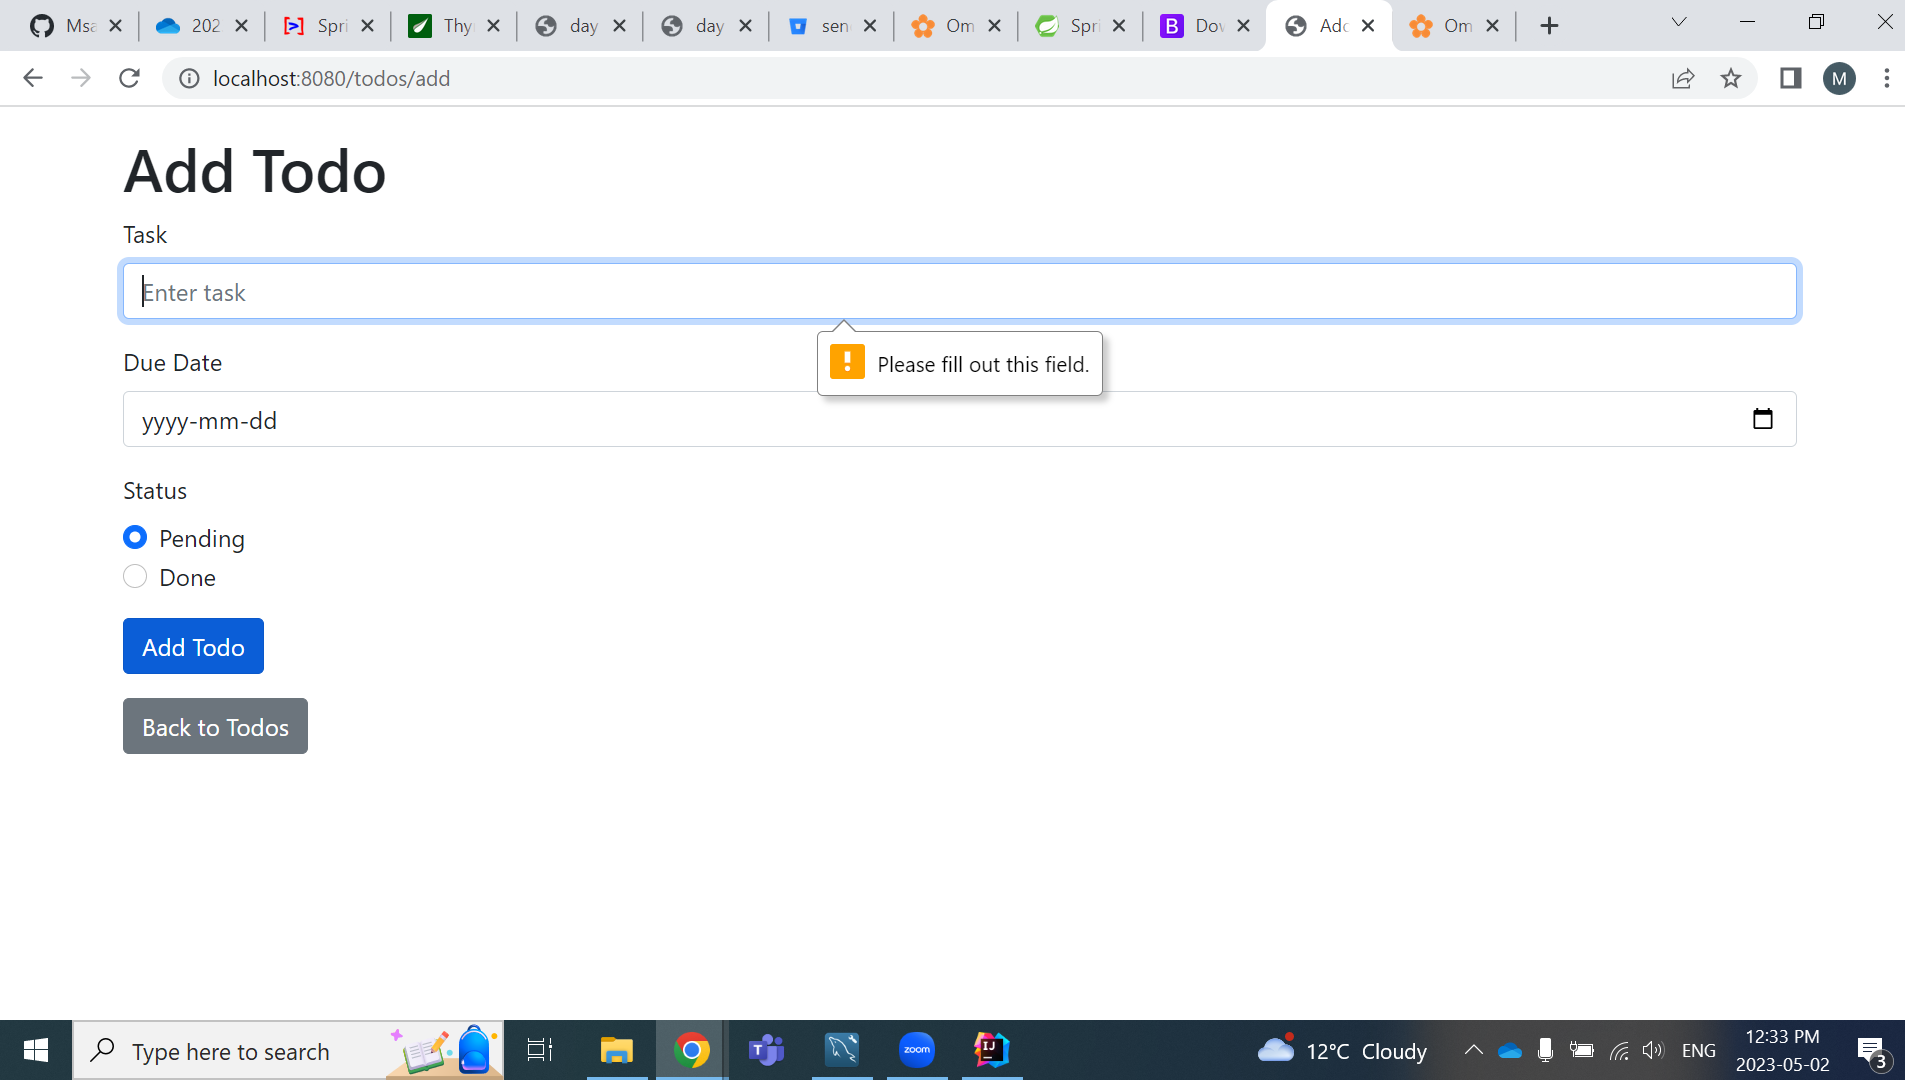 Msa 202 Spri Thy day day sen Om Spri Dov Add Om
localhost:8080/todos/add M
Add Todo
Task
Enter task
Please fill out this field.
Due Date
yyyy-mm-dd
Status
Pending
Done
Add Todo
Back to Todos
Type here to search
zoom
12°C Cloudy
ENG
12:33 PM
2023-05-02
3